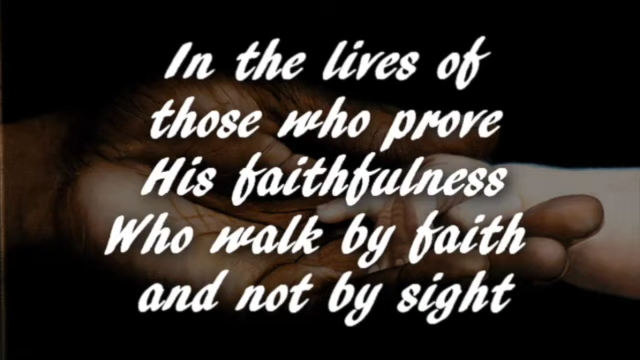 In the lives of
those who prove
His faithfulness
Who walk by faith
and not by sight